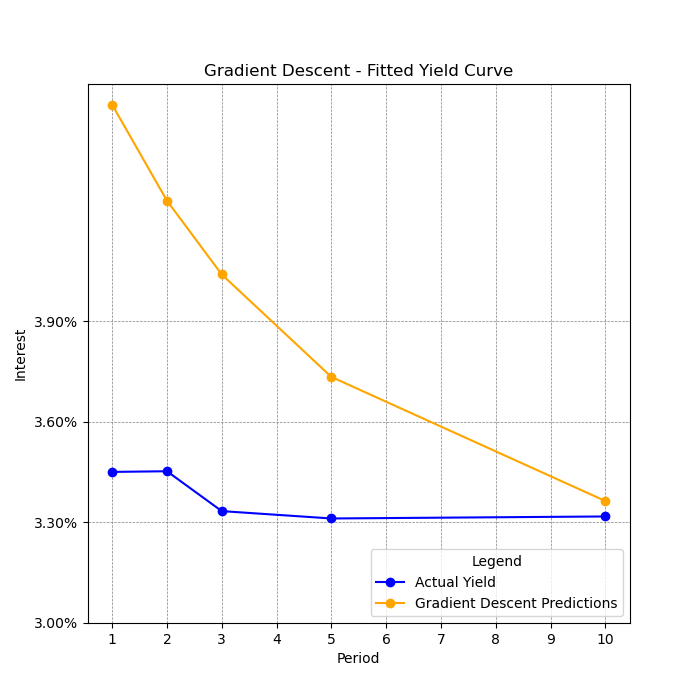 Gradient Descent - Fitted Yield Curve
Interest
3.90%
3.60%
3.30%
3.00%
Legend
Actual Yield
Gradient Descent Predictions
1 2 3 4 5 6 7 8 9 10
Period